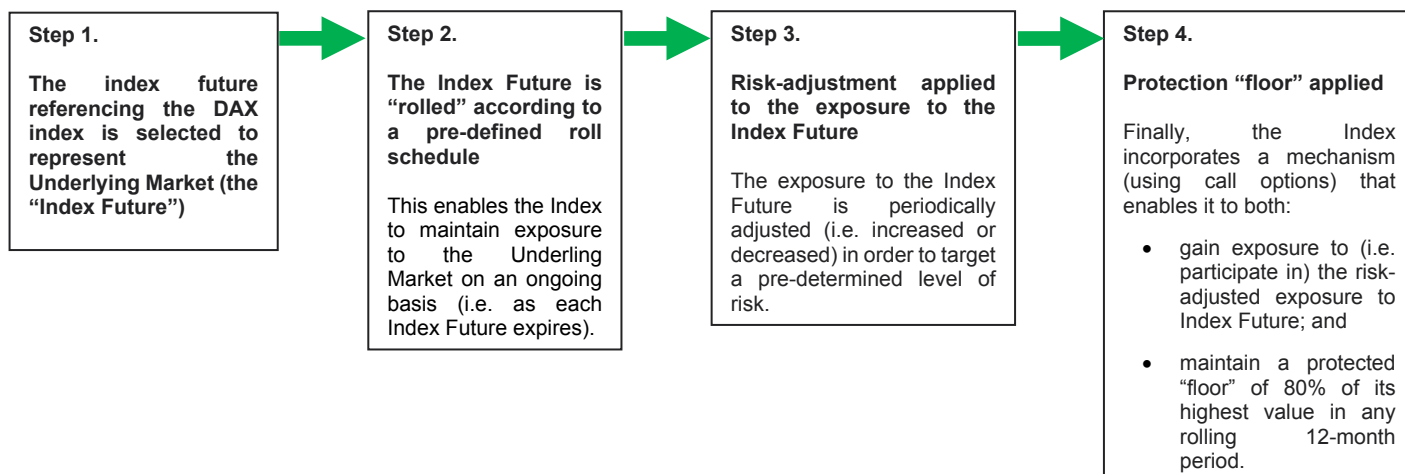 Step 1.
The index future
referencing the DAX
index is selected to
represent the
Underlying Market (the
“Index Future”)
Step 2.
The Index Future is
“rolled” according to
a pre-defined roll
schedule
This enables the Index
to maintain exposure
to the Underling
Market on an ongoing
basis (i.e. as each
Index Future expires).
Step 3.
Risk-adjustment applied
to the exposure to the
Index Future
The exposure to the Index
Future is periodically
adjusted (i.e. increased or
decreased) in order to target
a pre-determined level of
risk.
Step 4.
Protection “floor” applied
Finally, the Index
incorporates a mechanism
(using call options) that
enables it to both:
• gain exposure to (i.e.
participate in) the risk-
adjusted exposure to
Index Future; and
• maintain a protected
“floor” of 80% of its
highest value in any
rolling 12-month
period.